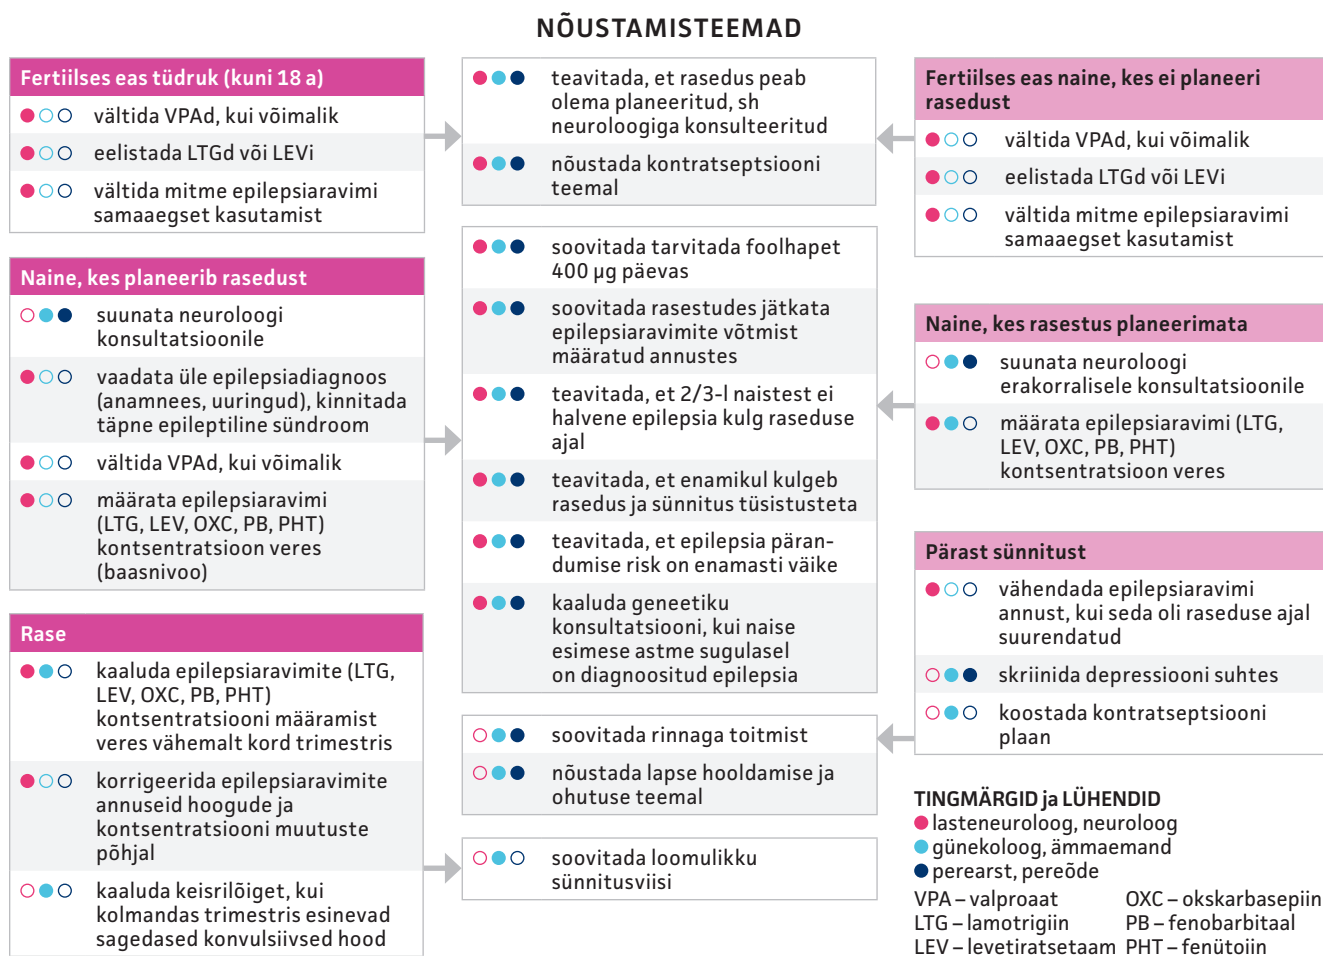 NÕUSTAMISTEEMAD
Fertiilses eas tüdruk (kuni 18 a)
vältida VPAd, kui võimalik
eelistada LTGd või LEVi
vältida mitme epilepsiaravimi
samaaegset kasutamist
Naine, kes planeerib rasedust
suunata neuroloogi
konsultatsioonile
vaadata üle epilepsiadiagnoos
(anamnees, uuringud), kinnitada
täpne epileptiline sündroom
vältida VPAd, kui võimalik
määrata epilepsiaravimi
(LTG, LEV, OXC, PB, PHT)
kontsentratsioon veres
(baasnivoo)
Rase
kaaluda epilepsiaravimite (LTG,
LEV, OXC, PB, PHT)
kontsentratsiooni määramist
veres vähemalt kord trimestris
korrigeerida epilepsiaravimite
annuseid hoogude ja
kontsentratsiooni muutuste
põhjal
kaaluda keisrilõiget, kui
kolmandas trimestris esinevad
sagedased konvulsiivsed hood
teavitada, et rasedus peab
olema planeeritud, sh
neuroloogiga konsulteeritud
nõustada kontratseptsiooni
teemal
soovitada tarvitada foolhapet
400 µg päevas
soovitada rasestudes jätkata
epilepsiaravimite võtmist
määratud annustes
teavitada, et 2/3-l naistest ei
halvene epilepsia kulg raseduse
ajal
teavitada, et enamikul kulgeb
rasedus ja sünnitus tüsistusteta
teavitada, et epilepsia päran-
dumise risk on enamasti väike
kaaluda geneetiku
konsultatsiooni, kui naise
esimese astme sugulasel
on diagnoositud epilepsia
soovitada rinnaga toitmist
nõustada lapse hooldamise ja
ohutuse teemal
soovitada loomulikku
sünnitusviisi
Fertiilses eas naine, kes ei planeeri
rasedust
vältida VPAd, kui võimalik
eelistada LTGd või LEVi
vältida mitme epilepsiaravimi
samaaegset kasutamist
Naine, kes rasestus planeerimata
suunata neuroloogi
erakorralisele konsultatsioonile
määrata epilepsiaravimi (LTG,
LEV, OXC, PB, PHT)
kontsentratsioon veres
Pärast sünnitust
vähendada epilepsiaravimi
annust, kui seda oli raseduse ajal
suurendatud
skriinida depressiooni suhtes
koostada kontratseptsiooni
plaan
TINGMÄRGID ja LÜHENDID
lasteneuroloog, neuroloog
günekoloog, ämmaemand
perearst, pereõde
VPA – valproaat OXC – okskarbasepiin
LTG – lamotrigiin PB – fenobarbitaal
LEV – levetiratsetaam PHT – fenütoiin